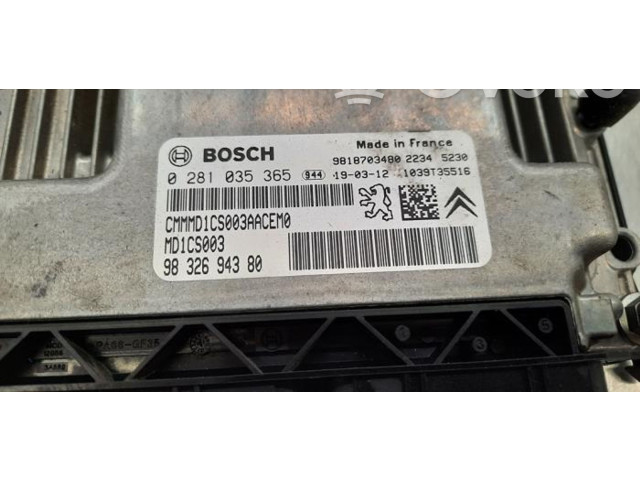 BOSCH
Made in France
9818703480 2234 5230
0 281 035 365 944 19-03-12 1039T35516
CMMMD1CS003AACEM0
MD1CS003
98 326 943 80